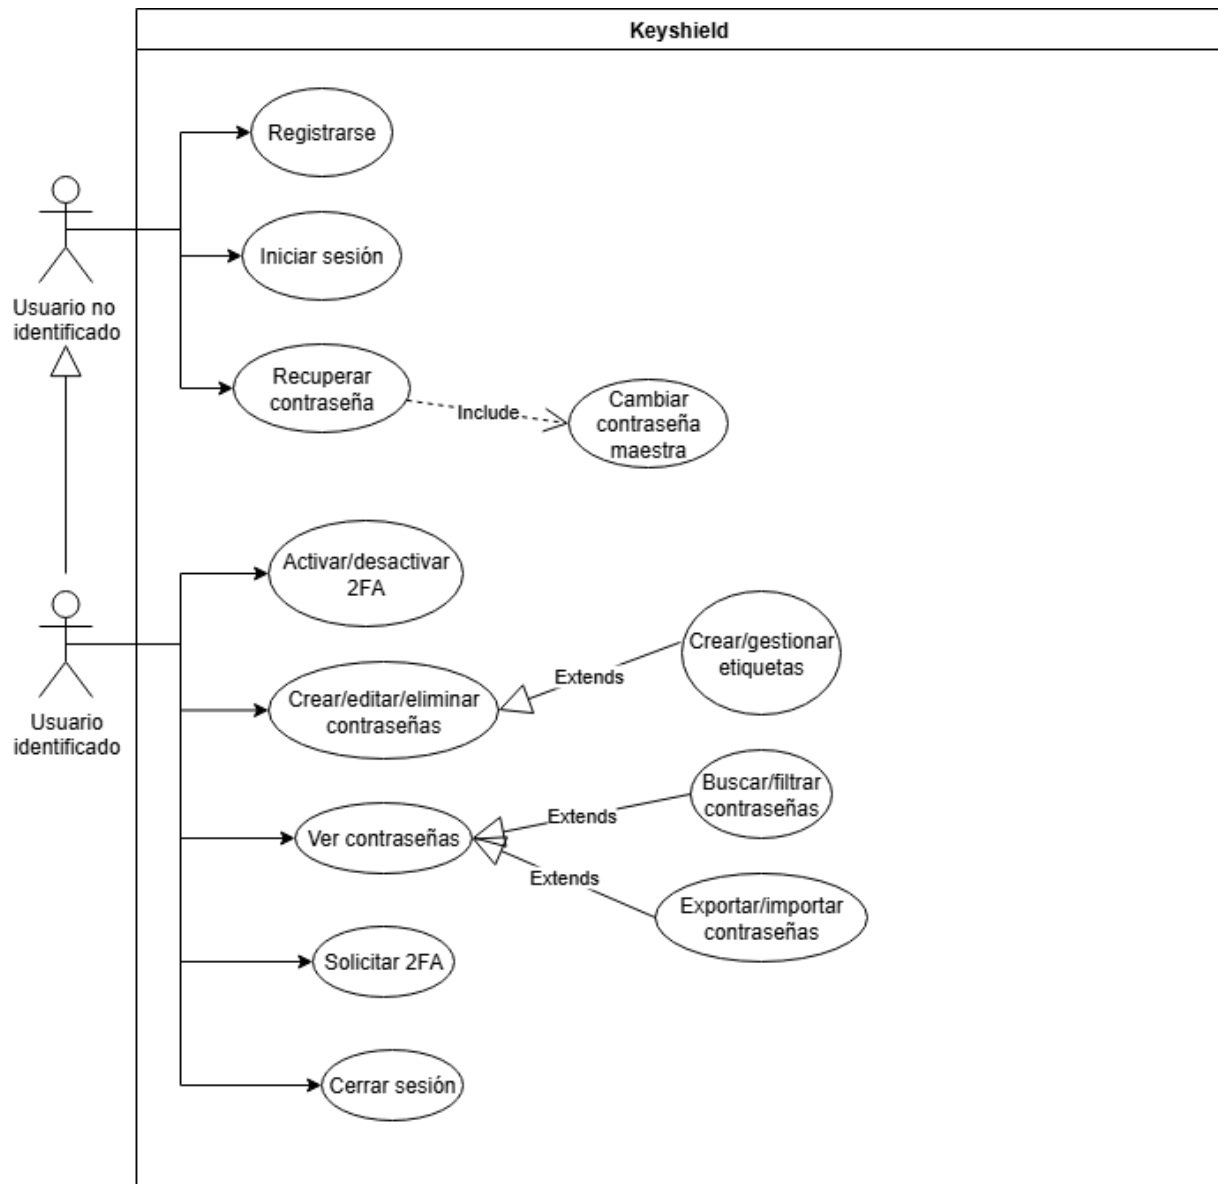 Keyshield
Registrarse
Iniciar sesión
Usuario no
identificado
Recuperar
contraseña
Include
Cambiar
contraseña
maestra
Activar/desactivar
2FA
Usuario
identificado
Crear/editar/eliminar
contraseñas
Extends
Crear/gestionar
etiquetas
Ver contraseñas
Extends
Buscar/filtrar
contraseñas
Extends
Exportar/importar
contraseñas
Solicitar 2FA
Cerrar sesión